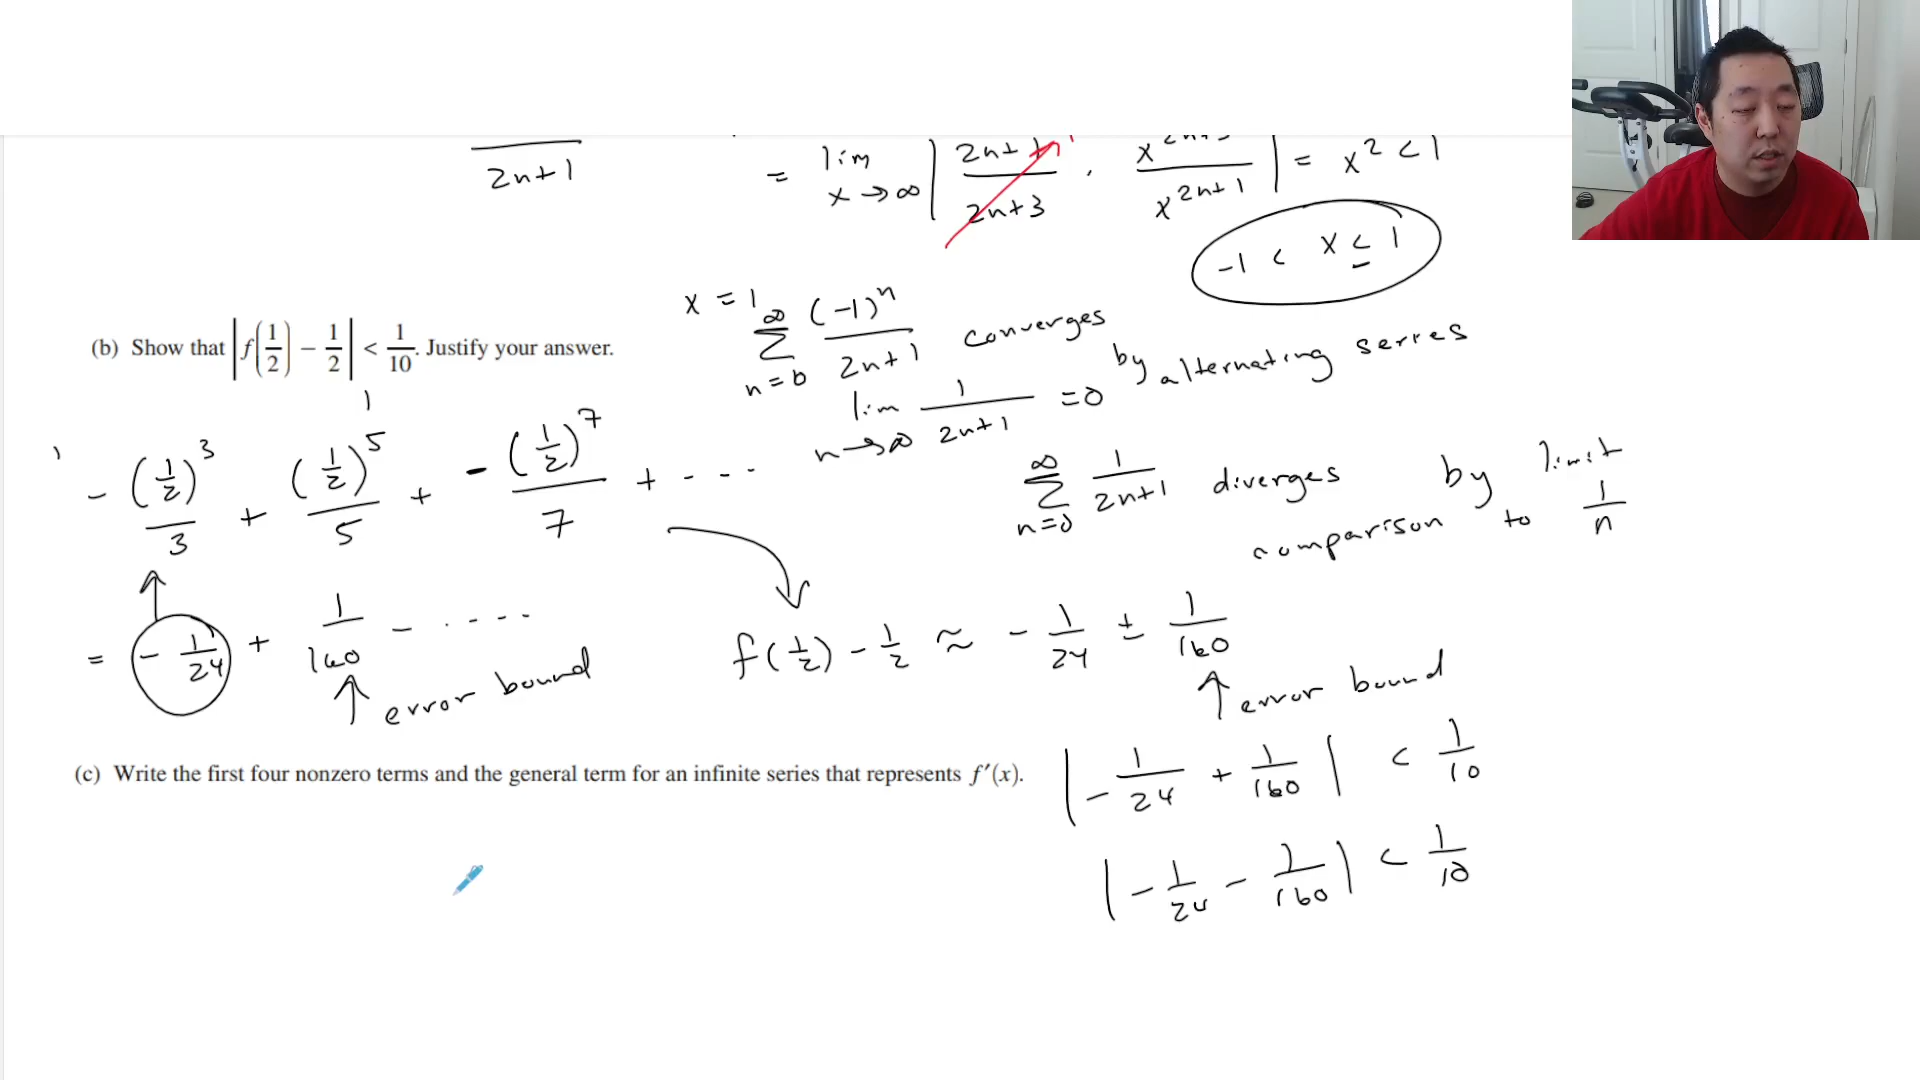 2n+1
= lim x→∞ | 2n+1 / 2n+3 · x / x^{2n+1} | = x^2 < 1
-1 < x ≤ 1
x = 1
∞ Σ n=0 (-1)^n / 2n+1 converges
by alternating series
lim n→∞ 1 / 2n+1 = 0
(b) Show that |f(1/2) - 1/2| < 1/10. Justify your answer.
- (1/2)^3 / 3 + (1/2)^5 / 5 + - (1/2)^7 / 7 + - - -
∞ Σ n=0 1 / 2n+1 diverges by limit
comparison to 1/n
= - 1/24 + 1/160 - . - - . .
↑ error bound
f(1/2) - 1/2 ≈ - 1/24 ± 1/160
↑ error bound
(c) Write the first four nonzero terms and the general term for an infinite series that represents f′(x).
| - 1/24 + 1/160 | < 1/10
| - 1/24 - 1/160 | < 1/10